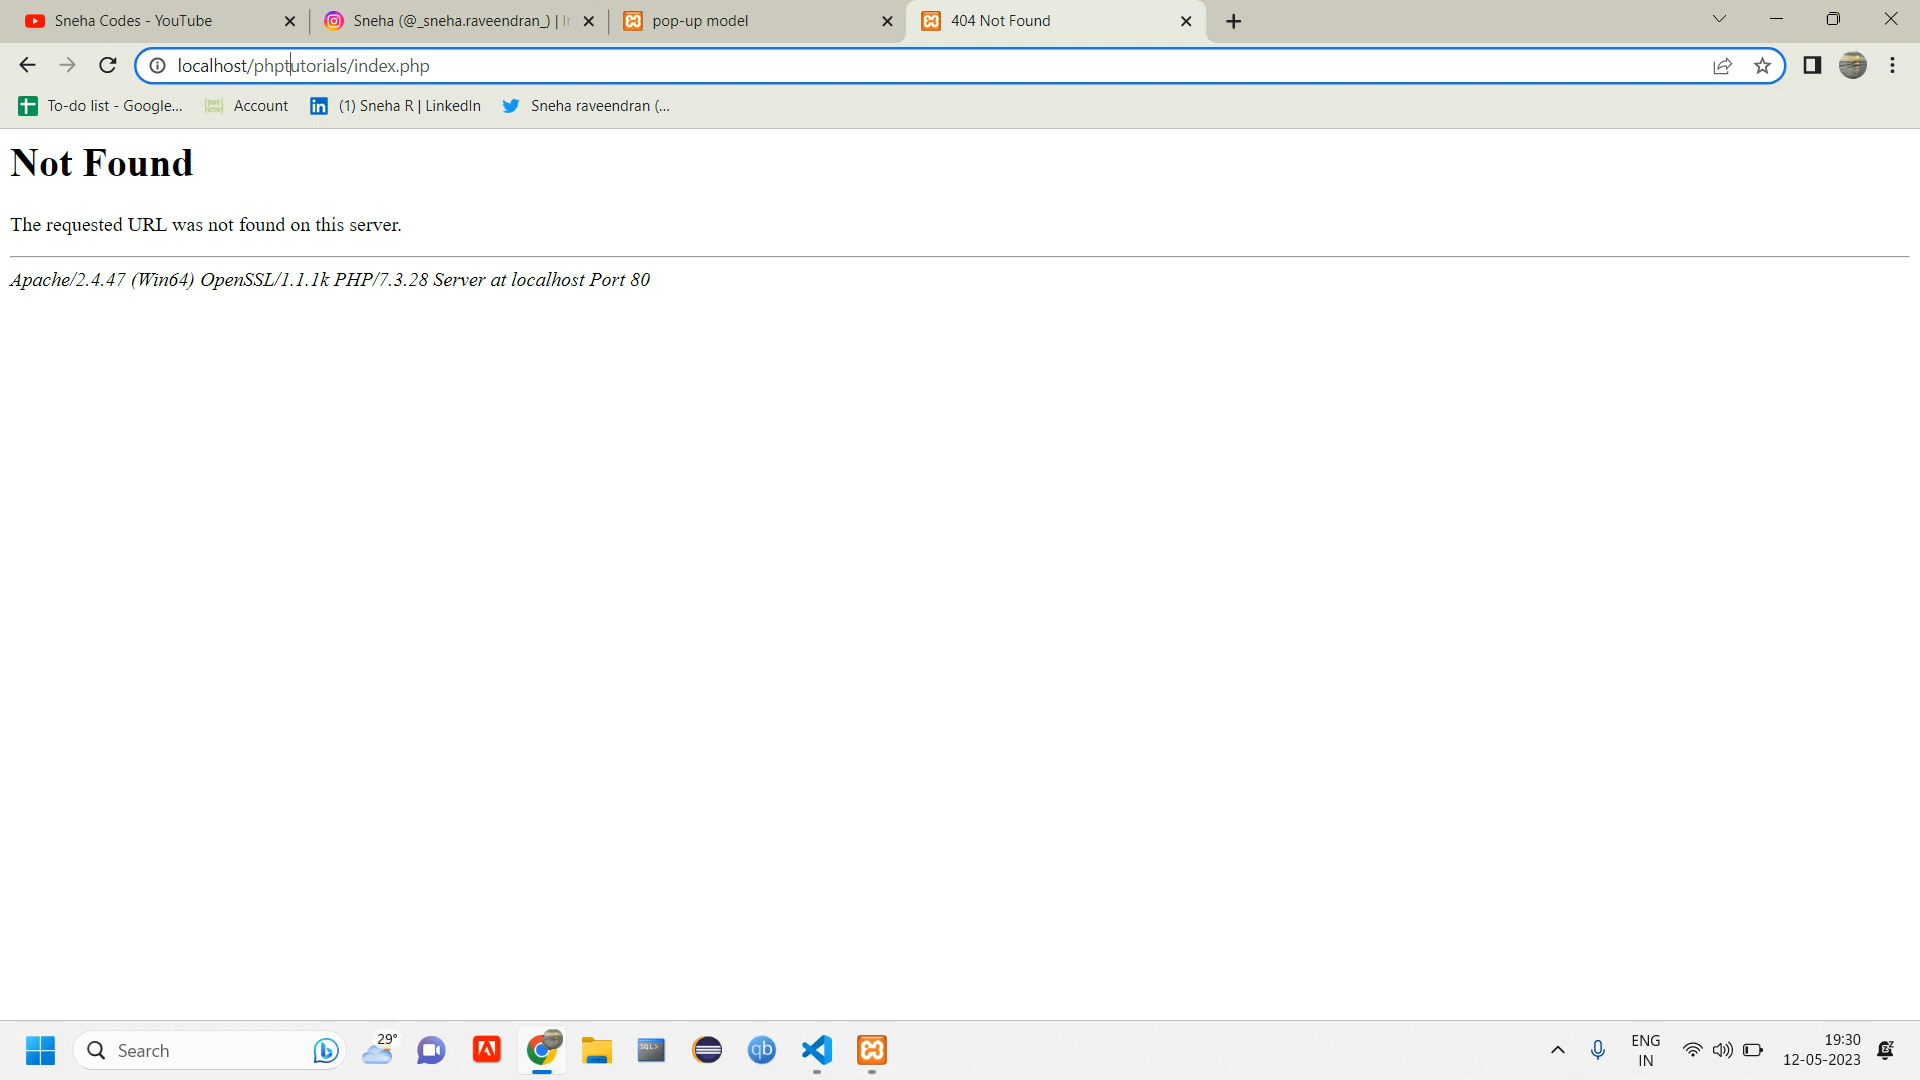 Sneha Codes - YouTube
Sneha (@_sneha.raveendran_) | In
pop-up model
404 Not Found
localhost/phptutorials/index.php
To-do list - Google...
Account
(1) Sneha R | LinkedIn
Sneha raveendran (...
Not Found
The requested URL was not found on this server.
Apache/2.4.47 (Win64) OpenSSL/1.1.1k PHP/7.3.28 Server at localhost Port 80
Search
29°
SQL>
qb
ENG
IN
19:30
12-05-2023